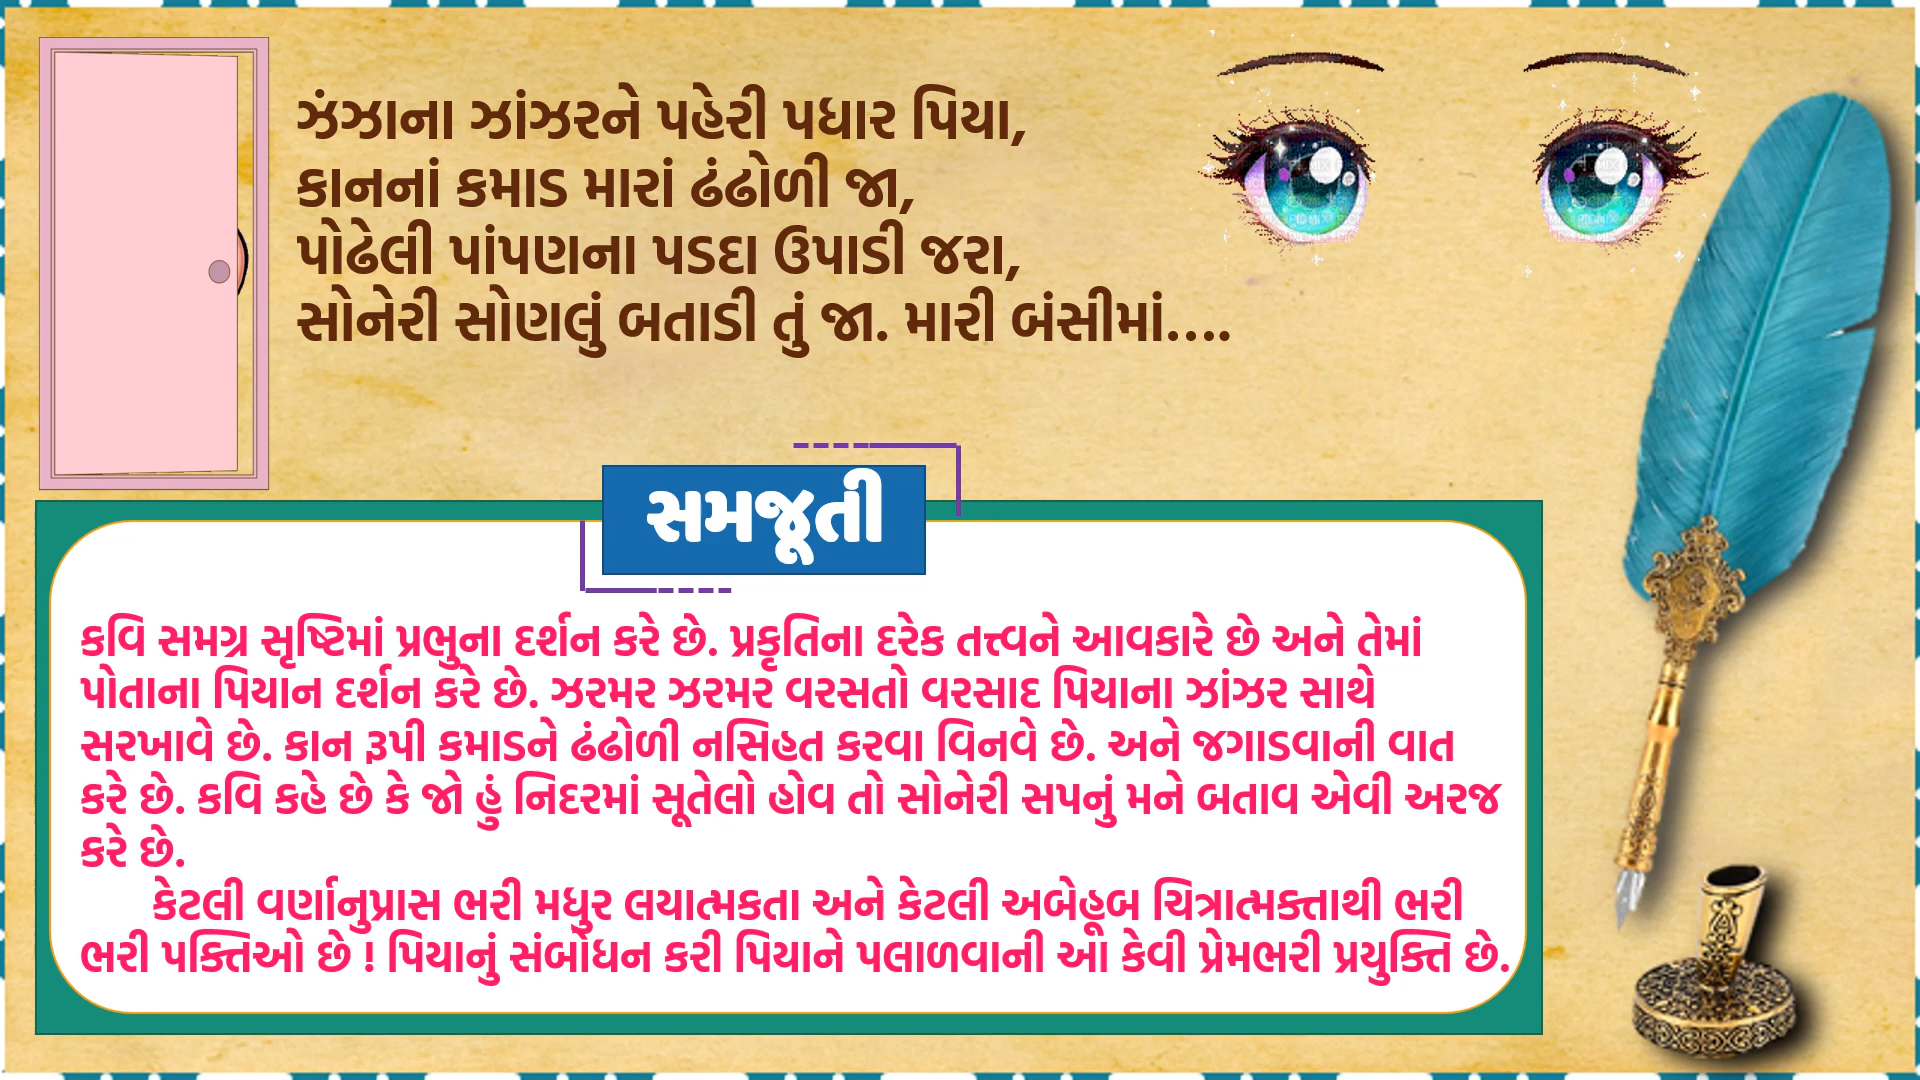 ઝંઝાના ઝાંઝરને પહેરી પધાર પિયા,
કાનનાં કમાડ મારાં ઢંઢોળી જા,
પોઢેલી પાંપણના પડદા ઉપાડી જરા,
સોનેરી સોણલું બતાડી તું જા. મારી બંસીમાં....
સમજૂતી
કવિ સમગ્ર સૃષ્ટિમાં પ્રભુના દર્શન કરે છે. પ્રકૃતિના દરેક તત્ત્વને આવકારે છે અને તેમાં
પોતાના પિયાન દર્શન કરે છે. ઝરમર ઝરમર વરસતો વરસાદ પિયાના ઝાંઝર સાથે
સરખાવે છે. કાન રૂપી કમાડને ઢંઢોળી નસિહત કરવા વિનવે છે. અને જગાડવાની વાત
કરે છે. કવિ કહે છે કે જો હું નિદરમાં સૂતેલો હોવ તો સોનેરી સપનું મને બતાવ એવી અરજ
કરે છે.
કેટલી વર્ણાનુપ્રાસ ભરી મધુર લયાત્મકતા અને કેટલી અબેહૂબ ચિત્રાત્મક્તાથી ભરી
ભરી પક્તિઓ છે ! પિયાનું સંબોધન કરી પિયાને પલાળવાની આ કેવી પ્રેમભરી પ્રયુક્તિ છે.